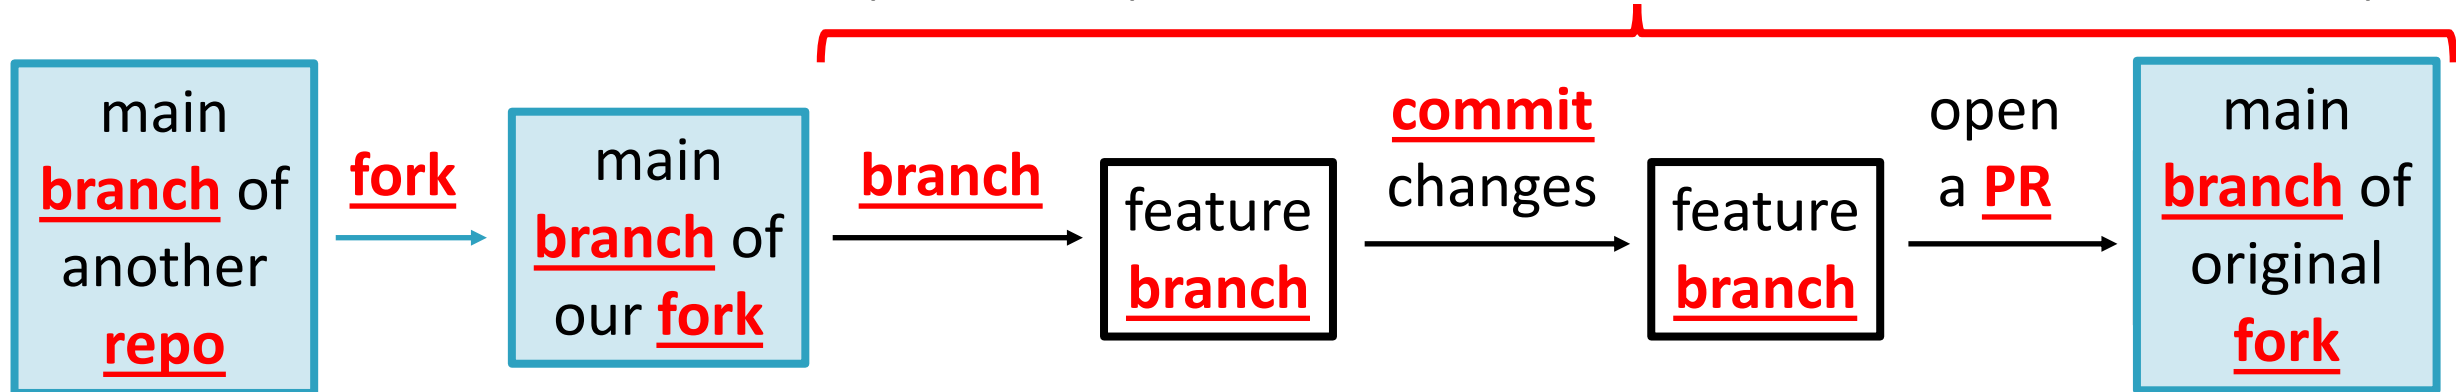 main
branch of
another
repo
fork
main
branch of
our fork
branch
feature
branch
commit
changes
feature
branch
open
a PR
main
branch of
original
fork